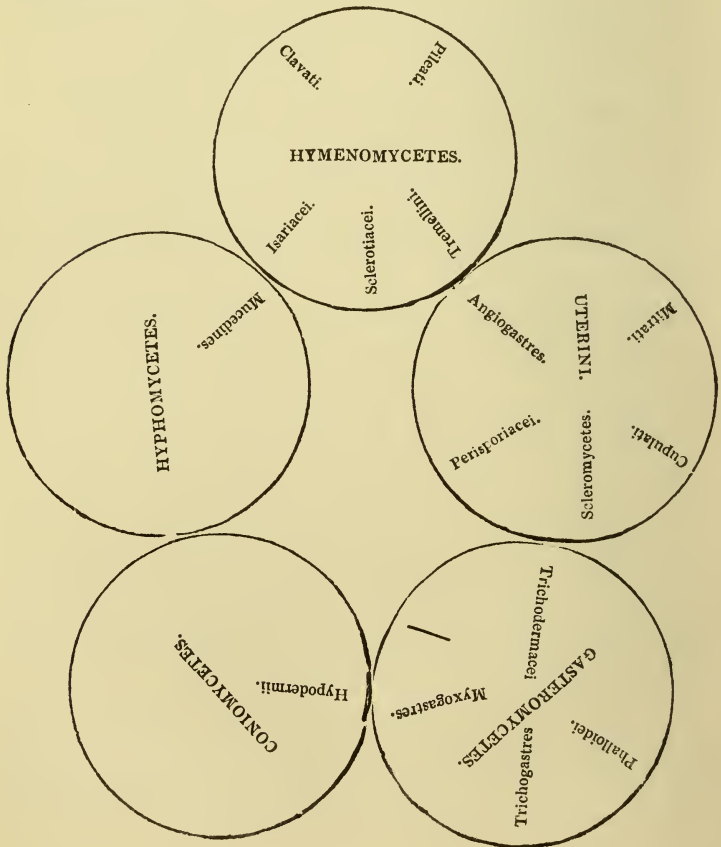 Clavati.
Pileati.
HYMENOMYCETES.
Isariacei.
Sclerotiacei.
Tremellini.
HYPHOMYCETES.
Mucedines.
Angiogastres.
UTERINI.
Mitrati.
Perisporiacei.
Scleromycetes.
Cupulati.
CONIOMYCETES.
Hypodermii.
Trichodermacei
GASTEROMYCETES.
Myxogastres.
Trichogastres
Phalloidei.